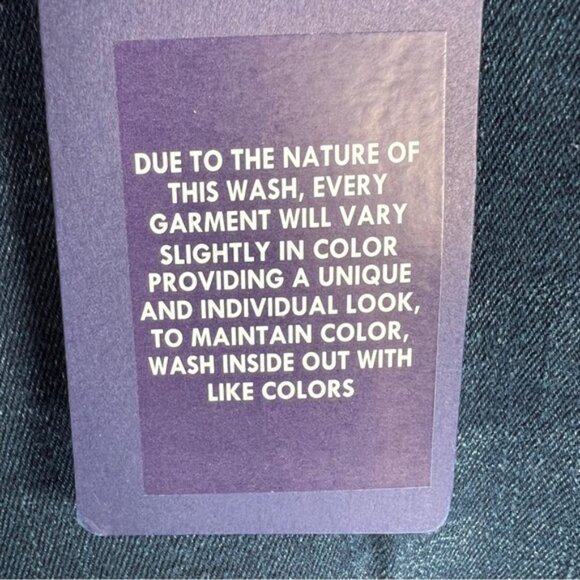 DUE TO THE NATURE OF
THIS WASH, EVERY
GARMENT WILL VARY
SLIGHTLY IN COLOR
PROVIDING A UNIQUE
AND INDIVIDUAL LOOK,
TO MAINTAIN COLOR,
WASH INSIDE OUT WITH
LIKE COLORS